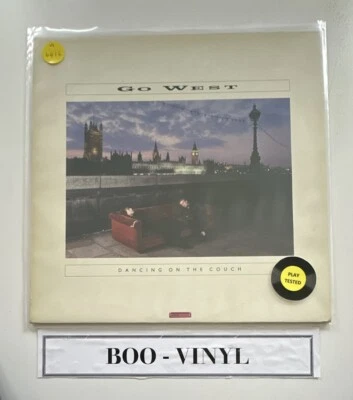 GO WEST
DANCING ON THE COUCH
PLAY
TESTED
BOO - VINYL